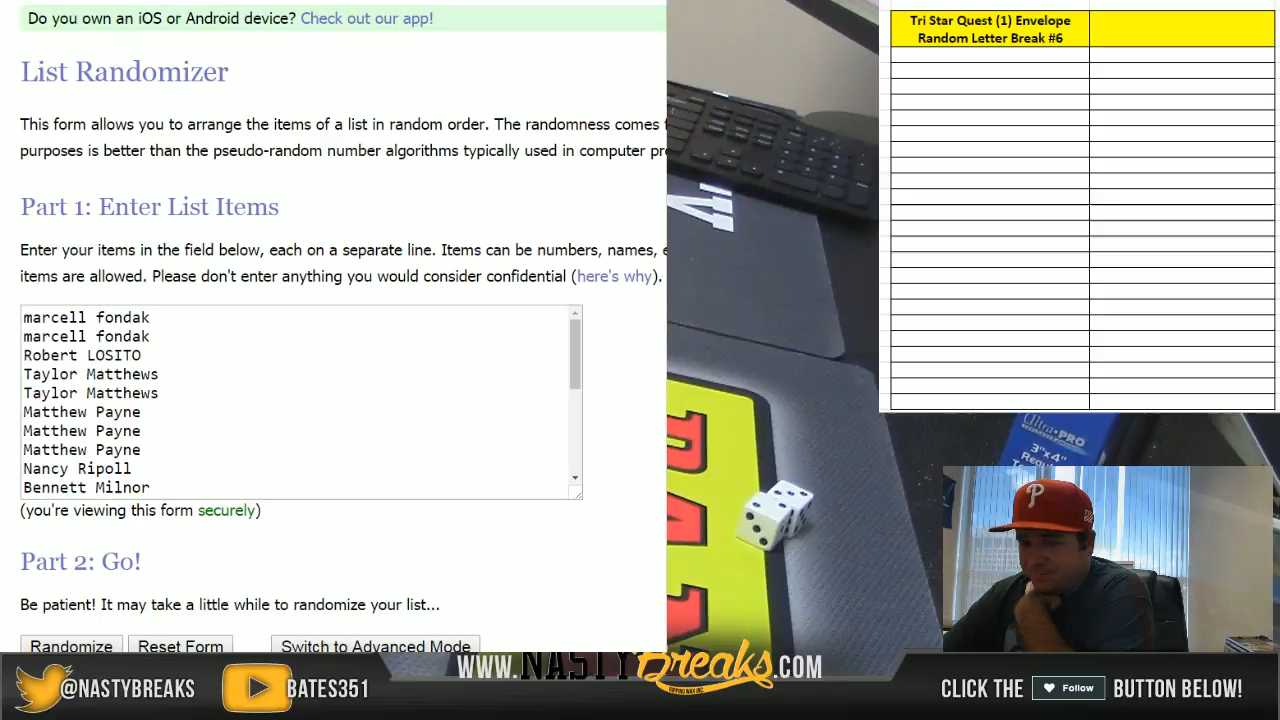 Do you own an iOS or Android device? Check out our app!
List Randomizer
This form allows you to arrange the items of a list in random order. The randomness comes
purposes is better than the pseudo-random number algorithms typically used in computer
Part 1: Enter List Items
Enter your items in the field below, each on a separate line. Items can be numbers, names,
items are allowed. Please don't enter anything you would consider confidential (here's why).
marcell fondak
marcell fondak
Robert LOSITO
Taylor Matthews
Taylor Matthews
Matthew Payne
Matthew Payne
Matthew Payne
Nancy Ripoll
Bennett Milnor
(you're viewing this form securely)
Part 2: Go!
Be patient! It may take a little while to randomize your list...
Randomize Reset Form Switch to Advanced Mode
Tri Star Quest (1) Envelope
Random Letter Break #6
Ultra•PRO
3"x4"
P
@NASTYBREAKS
BATES351
WWW.NASTYBreaks.COM
RIPPING WAX INC.
CLICK THE Follow BUTTON BELOW!